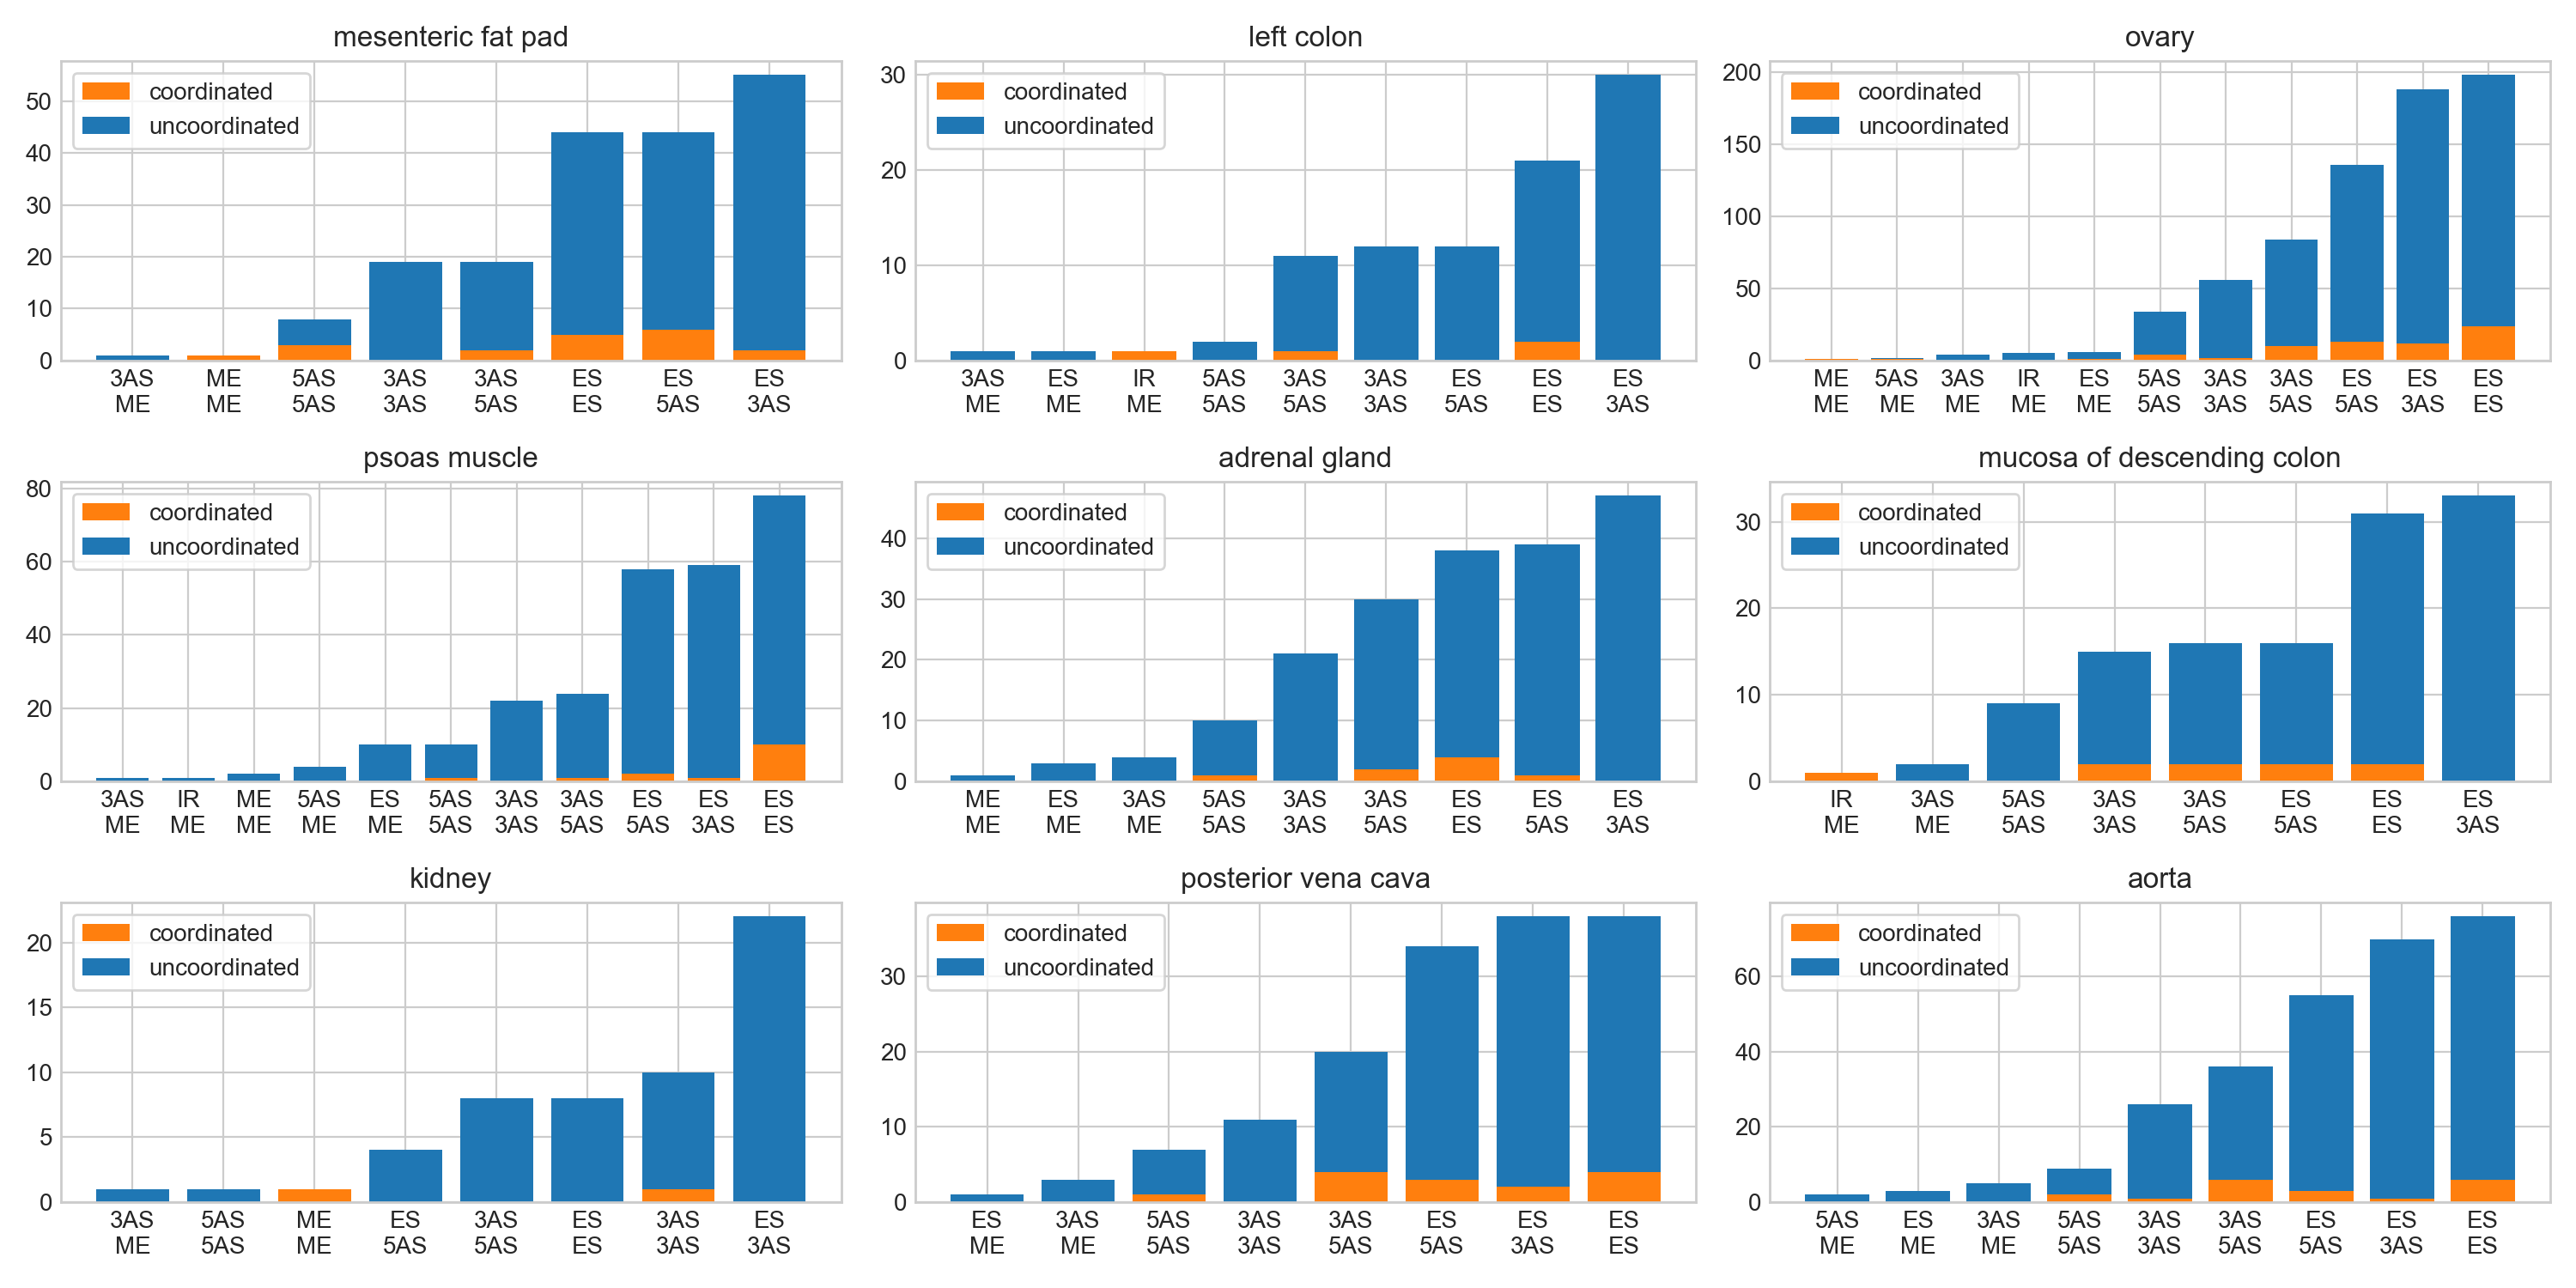 mesenteric fat pad
coordinated
uncoordinated
50
40
30
20
10
0
3AS ME 5AS 3AS 3AS ES ES ES
ME ME 5AS 3AS 5AS ES 5AS 3AS
left colon
coordinated
uncoordinated
30
20
10
0
3AS ES IR 5AS 3AS 3AS ES ES ES
ME ME ME 5AS 5AS 3AS 5AS ES 3AS
ovary
coordinated
uncoordinated
200
150
100
50
0
ME 5AS 3AS IR ES 5AS 3AS 3AS ES ES ES
ME ME ME ME ME 5AS 3AS 5AS 5AS 3AS ES
psoas muscle
coordinated
uncoordinated
80
60
40
20
0
3AS IR ME 5AS ES 5AS 3AS 3AS ES ES ES
ME ME ME ME ME 5AS 3AS 5AS 5AS 3AS ES
adrenal gland
coordinated
uncoordinated
40
30
20
10
0
ME ES 3AS 5AS 3AS 3AS ES ES ES
ME ME ME 5AS 3AS 5AS ES 5AS 3AS
mucosa of descending colon
coordinated
uncoordinated
30
20
10
0
IR 3AS 5AS 3AS 3AS ES ES ES
ME ME 5AS 3AS 5AS 5AS ES 3AS
kidney
coordinated
uncoordinated
20
15
10
5
0
3AS 5AS ME ES 3AS ES 3AS ES
ME 5AS ME 5AS 5AS ES 3AS 3AS
posterior vena cava
coordinated
uncoordinated
30
20
10
0
ES 3AS 5AS 3AS 3AS ES ES ES
ME ME 5AS 3AS 5AS 5AS 3AS ES
aorta
coordinated
uncoordinated
60
40
20
0
5AS ES 3AS 5AS 3AS 3AS ES ES ES
ME ME ME 5AS 3AS 5AS 5AS 3AS ES